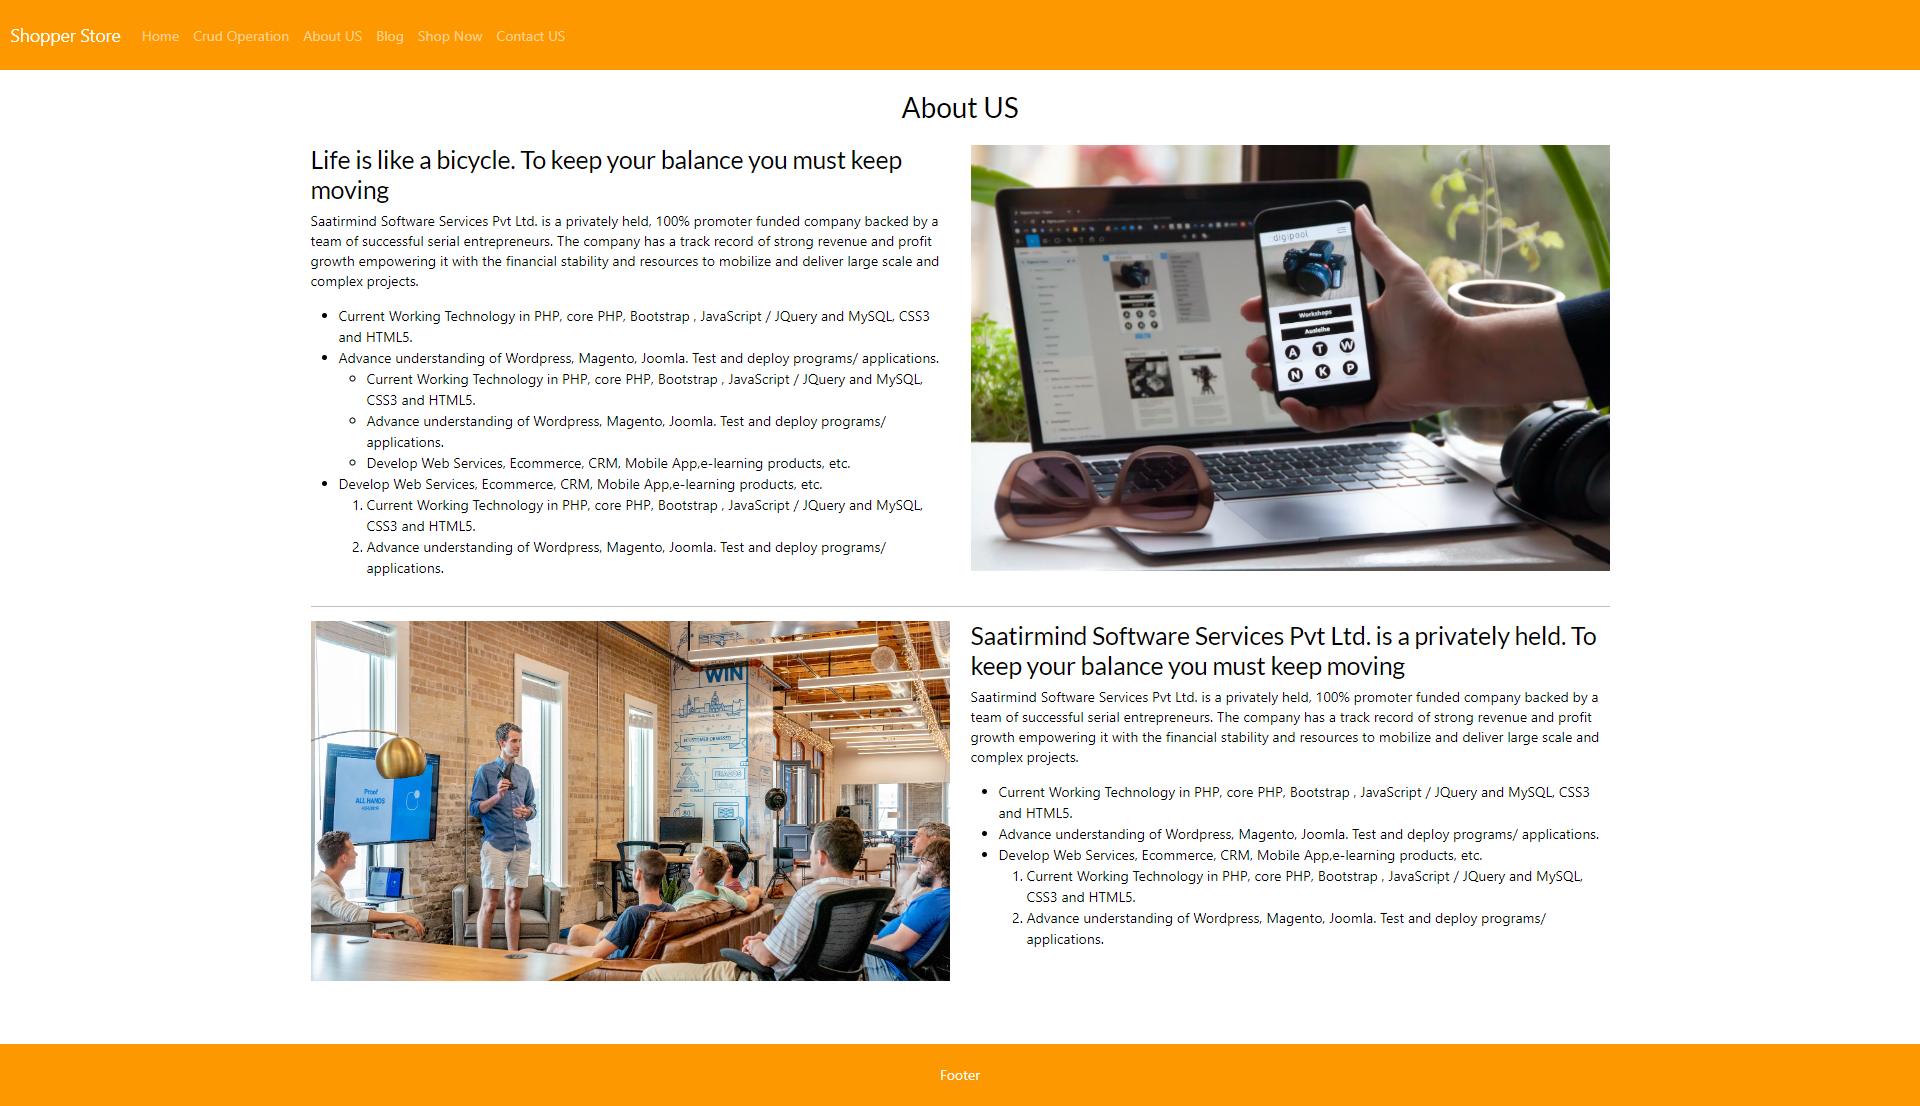 Shopper Store Home Crud Operation About US Blog Shop Now Contact US
About US
Life is like a bicycle. To keep your balance you must keep
moving
Saatirmind Software Services Pvt Ltd. is a privately held, 100% promoter funded company backed by a
team of successful serial entrepreneurs. The company has a track record of strong revenue and profit
growth empowering it with the financial stability and resources to mobilize and deliver large scale and
complex projects.
• Current Working Technology in PHP, core PHP, Bootstrap , JavaScript / JQuery and MySQL, CSS3
and HTML5.
• Advance understanding of Wordpress, Magento, Joomla. Test and deploy programs/ applications.
◦ Current Working Technology in PHP, core PHP, Bootstrap , JavaScript / JQuery and MySQL,
CSS3 and HTML5.
◦ Advance understanding of Wordpress, Magento, Joomla. Test and deploy programs/
applications.
◦ Develop Web Services, Ecommerce, CRM, Mobile App,e-learning products, etc.
• Develop Web Services, Ecommerce, CRM, Mobile App,e-learning products, etc.
1. Current Working Technology in PHP, core PHP, Bootstrap , JavaScript / JQuery and MySQL,
CSS3 and HTML5.
2. Advance understanding of Wordpress, Magento, Joomla. Test and deploy programs/
applications.
digipool
Workshops
Ausleihe
A T W
N K P
WIN
Proof
ALL HANDS
Saatirmind Software Services Pvt Ltd. is a privately held. To
keep your balance you must keep moving
Saatirmind Software Services Pvt Ltd. is a privately held, 100% promoter funded company backed by a
team of successful serial entrepreneurs. The company has a track record of strong revenue and profit
growth empowering it with the financial stability and resources to mobilize and deliver large scale and
complex projects.
• Current Working Technology in PHP, core PHP, Bootstrap , JavaScript / JQuery and MySQL, CSS3
and HTML5.
• Advance understanding of Wordpress, Magento, Joomla. Test and deploy programs/ applications.
• Develop Web Services, Ecommerce, CRM, Mobile App,e-learning products, etc.
1. Current Working Technology in PHP, core PHP, Bootstrap , JavaScript / JQuery and MySQL,
CSS3 and HTML5.
2. Advance understanding of Wordpress, Magento, Joomla. Test and deploy programs/
applications.
Footer